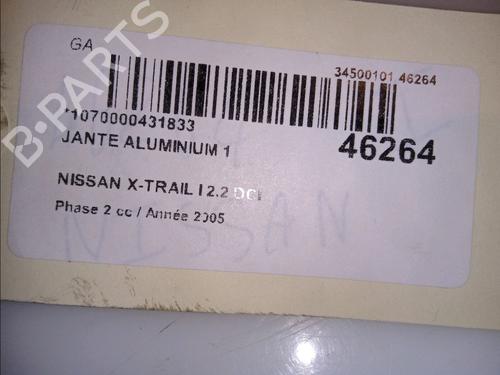 GA
34500101 46264
*1070000431833
JANTE ALUMINIUM 1
46264
NISSAN X-TRAIL I 2.2 DCI
Phase 2 cc / Année 2005
NISSAN
B-PARTS